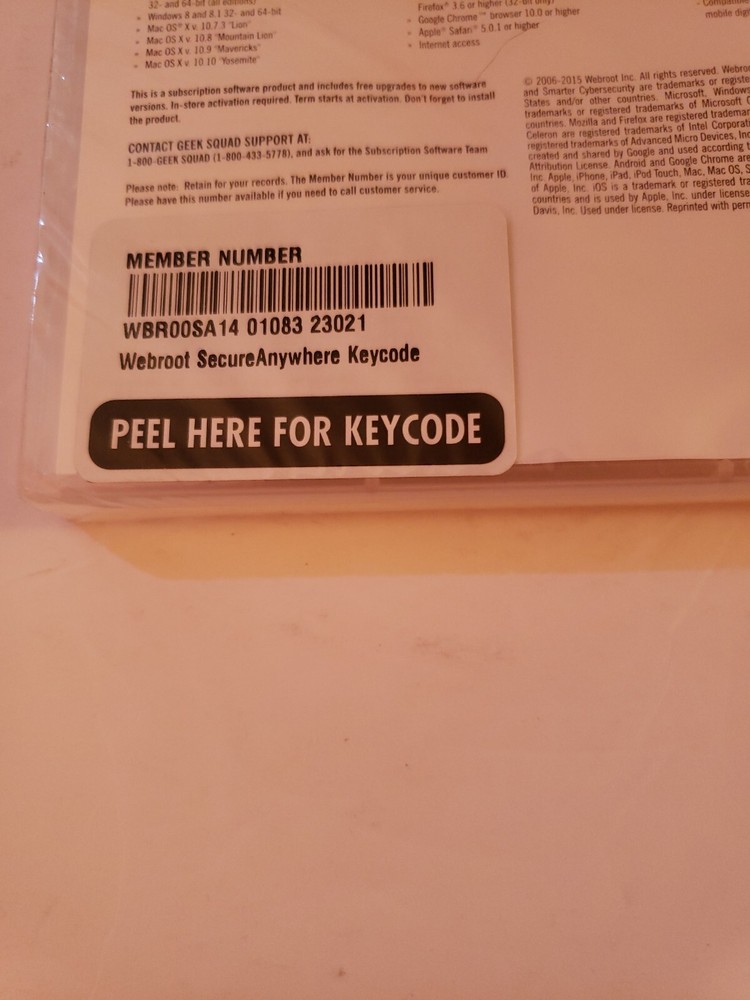 32- and 64-bit (all editions)
Windows 8 and 8.1 32- and 64-bit
Mac OS® X v. 10.7.3 "Lion"
Mac OS X v. 10.8 "Mountain Lion"
Mac OS X v. 10.9 "Mavericks"
Mac OS X v. 10.10 "Yosemite"
Firefox® 3.6 or higher (32-bit only)
Google Chrome™ browser 10.0 or higher
Apple® Safari® 5.0.1 or higher
Internet access
mobile
This is a subscription software product and includes free upgrades to new software
versions. In-store activation required. Term starts at activation. Don't forget to install
the product.
CONTACT GEEK SQUAD SUPPORT AT:
1-800-GEEK SQUAD (1-800-433-5778), and ask for the Subscription Software Team
Please note: Retain for your records. The Member Number is your unique customer ID.
Please have this number available if you need to call customer service.
© 2006-2015 Webroot Inc. All rights reserved. Webroo
and Smarter Cybersecurity are trademarks or registe
States and/or other countries. Microsoft, Windows
trademarks or registered trademarks of Microsoft C
countries. Mozilla and Firefox are registered trademar
Celeron are registered trademarks of Intel Corporat
registered trademarks of Advanced Micro Devices, Inc
created and shared by Google and used according t
Attribution License. Android and Google Chrome are
Inc. Apple, iPhone, iPad, iPod Touch, Mac, Mac OS, S
of Apple, Inc. iOS is a trademark or registered tra
countries and is used by Apple, Inc. under license
Davis, Inc. Used under license. Reprinted with perm
MEMBER NUMBER
WBR00SA14 01083 23021
Webroot SecureAnywhere Keycode
PEEL HERE FOR KEYCODE